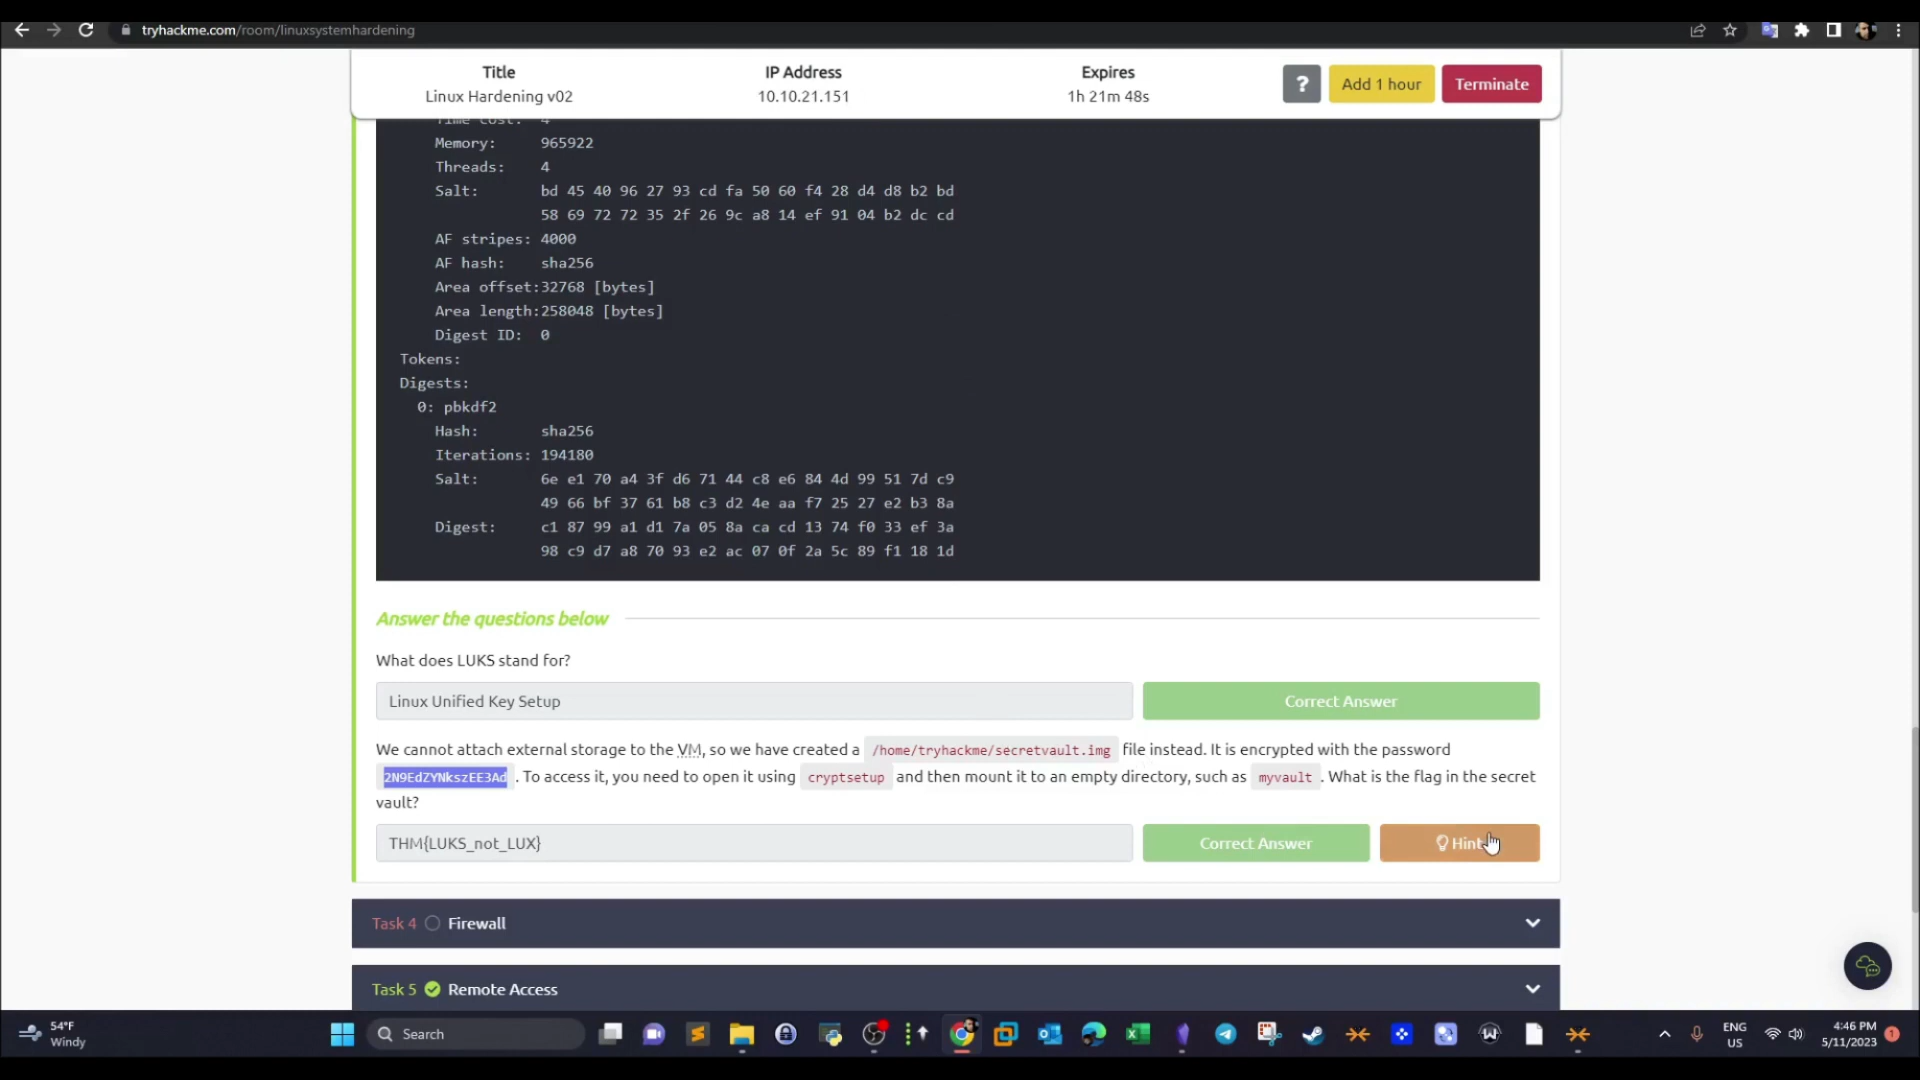 tryhackme.com/room/linuxsystemhardening
Title IP Address Expires
Linux Hardening v02 10.10.21.151 1h 21m 48s ? Add 1 hour Terminate
Time cost: 4
Memory: 965922
Threads: 4
Salt: bd 45 40 96 27 93 cd fa 50 60 f4 28 d4 d8 b2 bd
58 69 72 72 35 2f 26 9c a8 14 ef 91 04 b2 dc cd
AF stripes: 4000
AF hash: sha256
Area offset:32768 [bytes]
Area length:258048 [bytes]
Digest ID: 0
Tokens:
Digests:
0: pbkdf2
Hash: sha256
Iterations: 194180
Salt: 6e e1 70 a4 3f d6 71 44 c8 e6 84 4d 99 51 7d c9
49 66 bf 37 61 b8 c3 d2 4e aa f7 25 27 e2 b3 8a
Digest: c1 87 99 a1 d1 7a 05 8a ca cd 13 74 f0 33 ef 3a
98 c9 d7 a8 70 93 e2 ac 07 0f 2a 5c 89 f1 18 1d
Answer the questions below
What does LUKS stand for?
Linux Unified Key Setup Correct Answer
We cannot attach external storage to the VM, so we have created a /home/tryhackme/secretvault.img file instead. It is encrypted with the password
2N9EdZYNkszEE3Ad . To access it, you need to open it using cryptsetup and then mount it to an empty directory, such as myvault . What is the flag in the secret
vault?
THM{LUKS_not_LUX} Correct Answer Hint
Task 4 Firewall
Task 5 Remote Access
54°F
Windy
Search
ENG
US
4:46 PM
5/11/2023
1